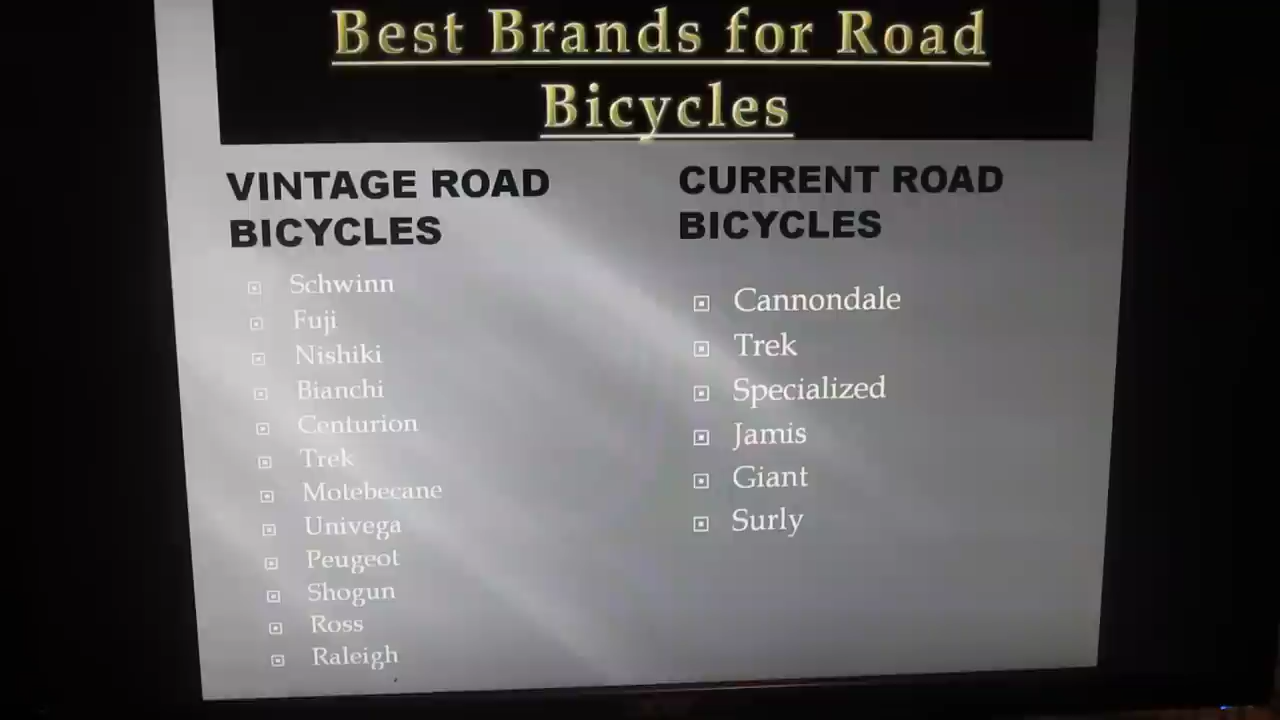 Best Brands for Road
Bicycles
VINTAGE ROAD
BICYCLES
Schwinn
Fuji
Nishiki
Bianchi
Centurion
Trek
Motebecane
Univega
Peugeot
Shogun
Ross
Raleigh
CURRENT ROAD
BICYCLES
Cannondale
Trek
Specialized
Jamis
Giant
Surly